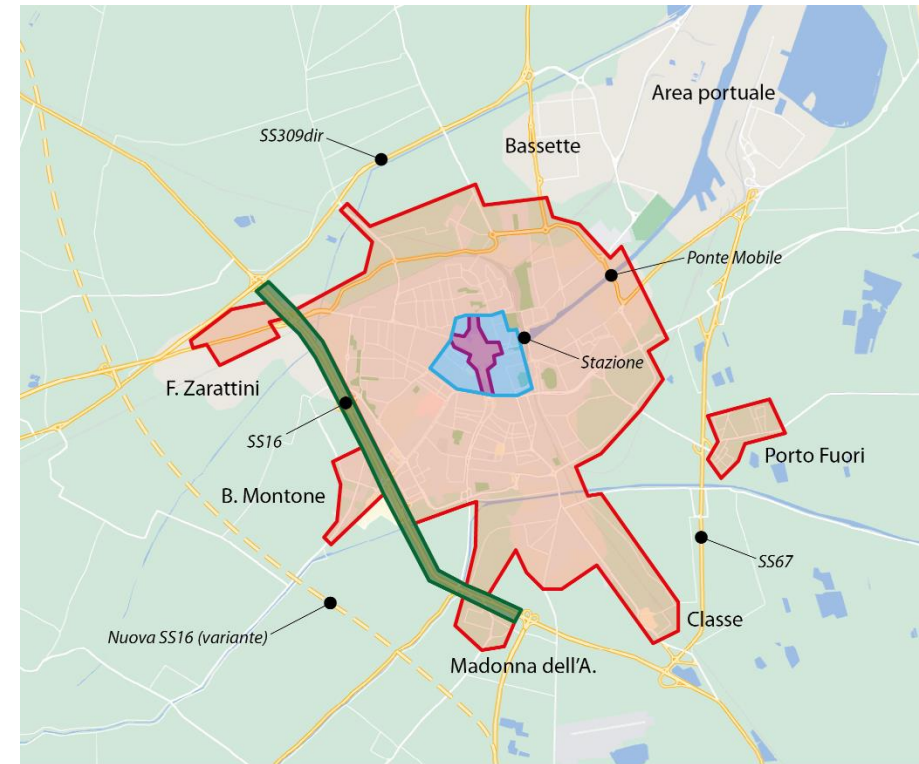 Area portuale
SS309dir
Bassette
Ponte Mobile
Stazione
F. Zarattini
SS16
Porto Fuori
B. Montone
SS67
Classe
Nuova SS16 (variante)
Madonna dell'A.